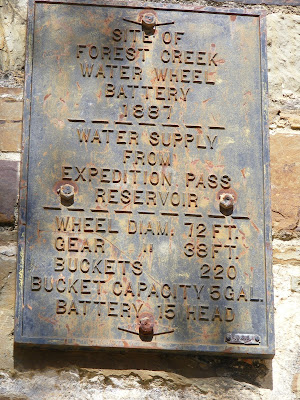 SITE OF
FOREST CREEK
WATER WHEEL
BATTERY
1887
WATER SUPPLY
FROM
EXPEDITION PASS
RESERVOIR
WHEEL DIAM. 72 FT.
GEAR " 38 FT.
BUCKETS - 220
BUCKET CAPACITY 5 GAL.
BATTERY 15 HEAD